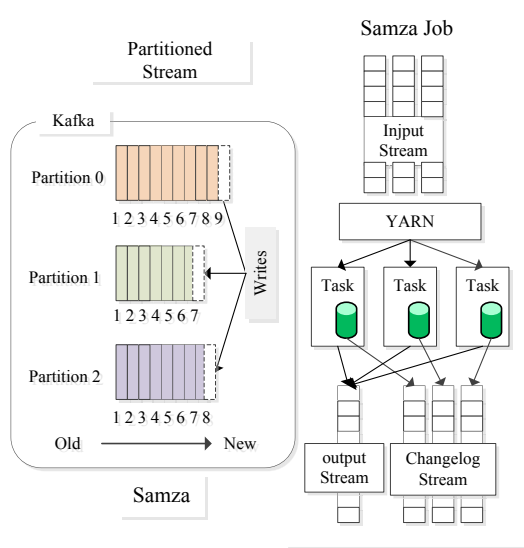 Partitioned
Stream
Kafka
Partition 0
1 2 3 4 5 6 7 8 9
Partition 1
1 2 3 4 5 6 7
Partition 2
1 2 3 4 5 6 7 8
Writes
Old
New
Samza
Samza Job
Injput
Stream
YARN
Task
Task
Task
output
Stream
Changelog
Stream